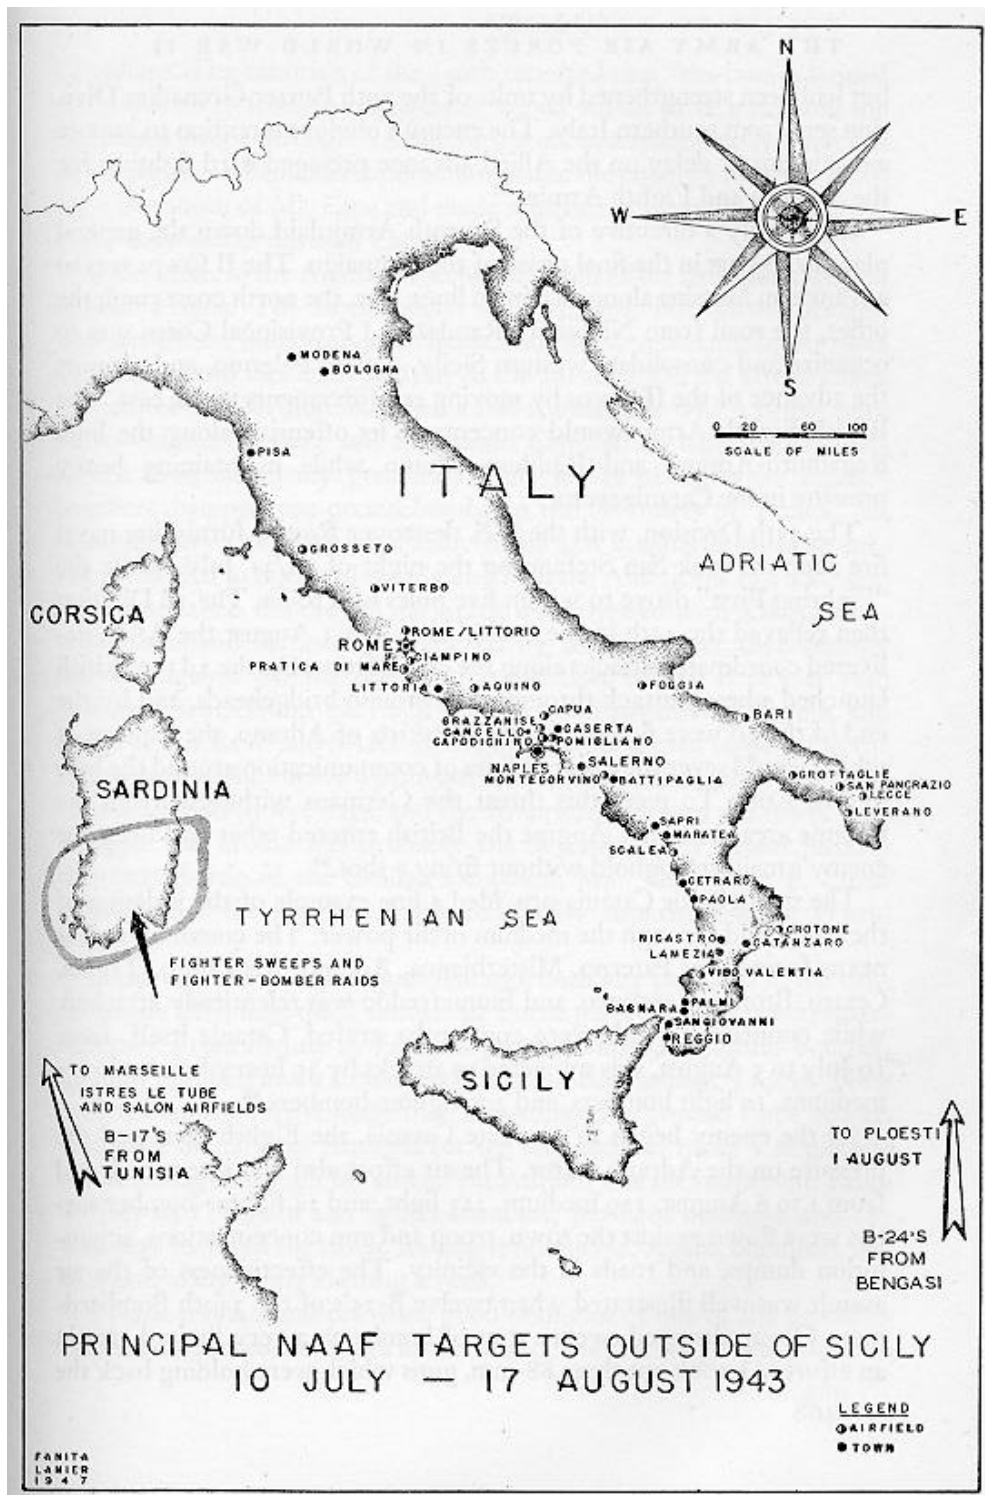 N
W
E
S
0 20 60 100
SCALE OF MILES
MODENA
BOLOGNA
PISA
ITALY
GROSSETO
VITERBO
ADRIATIC
SEA
CORSICA
ROME/LITTORIO
ROME
CIAMPINO
PRATICA DI MARE
LITTORIA
AQUINO
FOGGIA
CAPUA
BRAZZANISE
CANCELLO
CASERTA
CAPODICHINO
POMIGLIANO
BARI
NAPLES
SALERNO
MONTECORVINO
BATTIPAGLIA
GROTTAGLIE
SAN PANCRAZIO
LECCE
LEVERANO
SARDINIA
SAPRI
MARATEA
SCALEA
CETRARO
PAOLA
TYRRHENIAN SEA
CROTONE
NICASTRO
CATANZARO
LAMEZIA
FIGHTER SWEEPS AND
FIGHTER-BOMBER RAIDS
VIBO VALENTIA
PALMI
BAGNARA
SANGIOVANNI
REGGIO
SICILY
TO MARSEILLE
ISTRES LE TUBE
AND SALON AIRFIELDS
B-17'S
FROM
TUNISIA
TO PLOESTI
1 AUGUST
B-24'S
FROM
BENGASI
PRINCIPAL NAAF TARGETS OUTSIDE OF SICILY
10 JULY — 17 AUGUST 1943
LEGEND
AIRFIELD
TOWN
FANITA
LANIER
1947